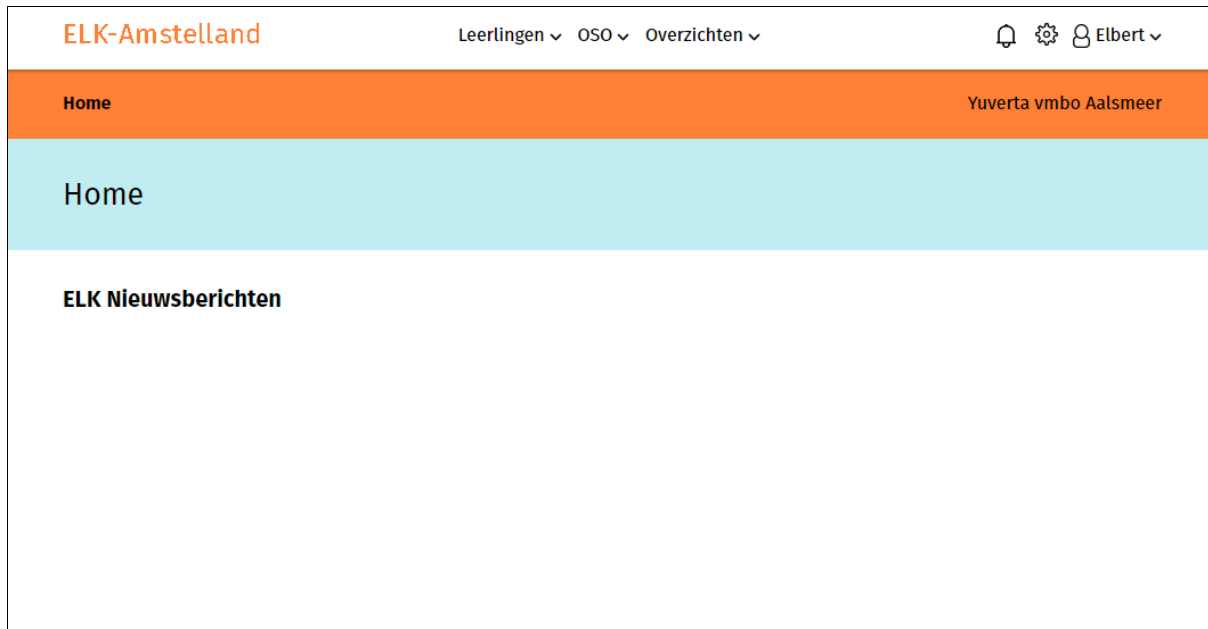 ELK-Amstelland Leerlingen OSO Overzichten Elbert
Home Yuverta vmbo Aalsmeer
Home
ELK Nieuwsberichten